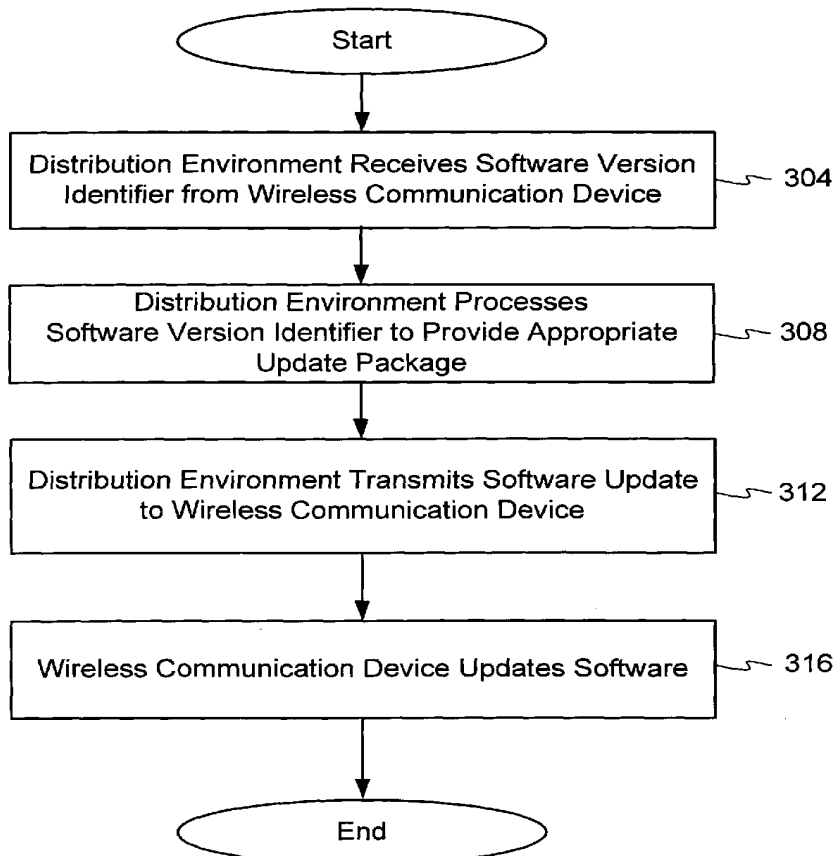 Start
Distribution Environment Receives Software Version
Identifier from Wireless Communication Device
304
Distribution Environment Processes
Software Version Identifier to Provide Appropriate
Update Package
308
Distribution Environment Transmits Software Update
to Wireless Communication Device
312
Wireless Communication Device Updates Software
316
End